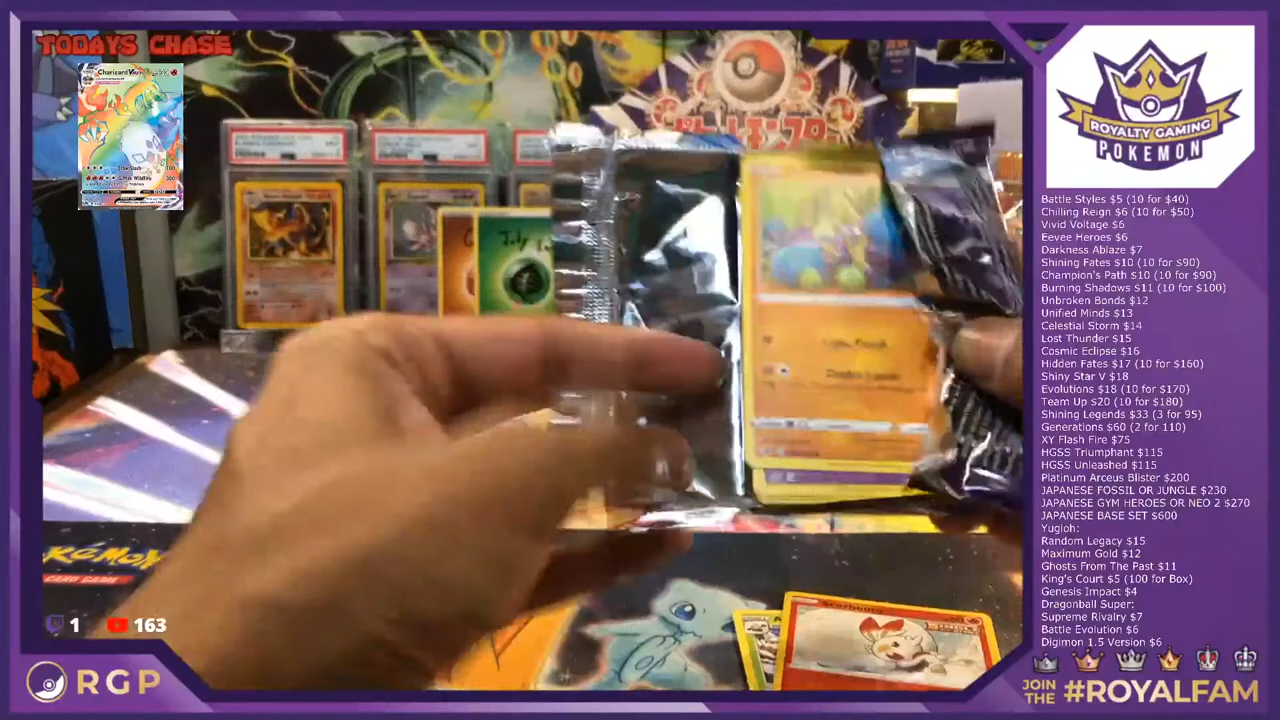 TODAYS CHASE
Charizard
ROYALTY GAMING
POKEMON
Battle Styles $5 (10 for $40)
Chilling Reign $6 (10 for $50)
Vivid Voltage $6
Eevee Heroes $6
Darkness Ablaze $7
Shining Fates $10 (10 for $90)
Champion's Path $10 (10 for $90)
Burning Shadows $11 (10 for $100)
Unbroken Bonds $12
Unified Minds $13
Celestial Storm $14
Lost Thunder $15
Cosmic Eclipse $16
Hidden Fates $17 (10 for $160)
Shiny Star V $18
Evolutions $18 (10 for $170)
Team Up $20 (10 for $180)
Shining Legends $33 (3 for 95)
Generations $60 (2 for 110)
XY Flash Fire $75
HGSS Triumphant $115
HGSS Unleashed $115
Platinum Arceus Blister $200
JAPANESE FOSSIL OR JUNGLE $230
JAPANESE GYM HEROES OR NEO 2 $270
JAPANESE BASE SET $600
Yugioh:
Random Legacy $15
Maximum Gold $12
Ghosts From The Past $11
King's Court $5 (100 for Box)
Genesis Impact $4
Dragonball Super:
Supreme Rivalry $7
Battle Evolution $6
Digimon 1.5 Version $6
July
POKÉMON
CARD GAME
Scorbunny
1
163
RGP
JOIN
THE
#ROYALFAM